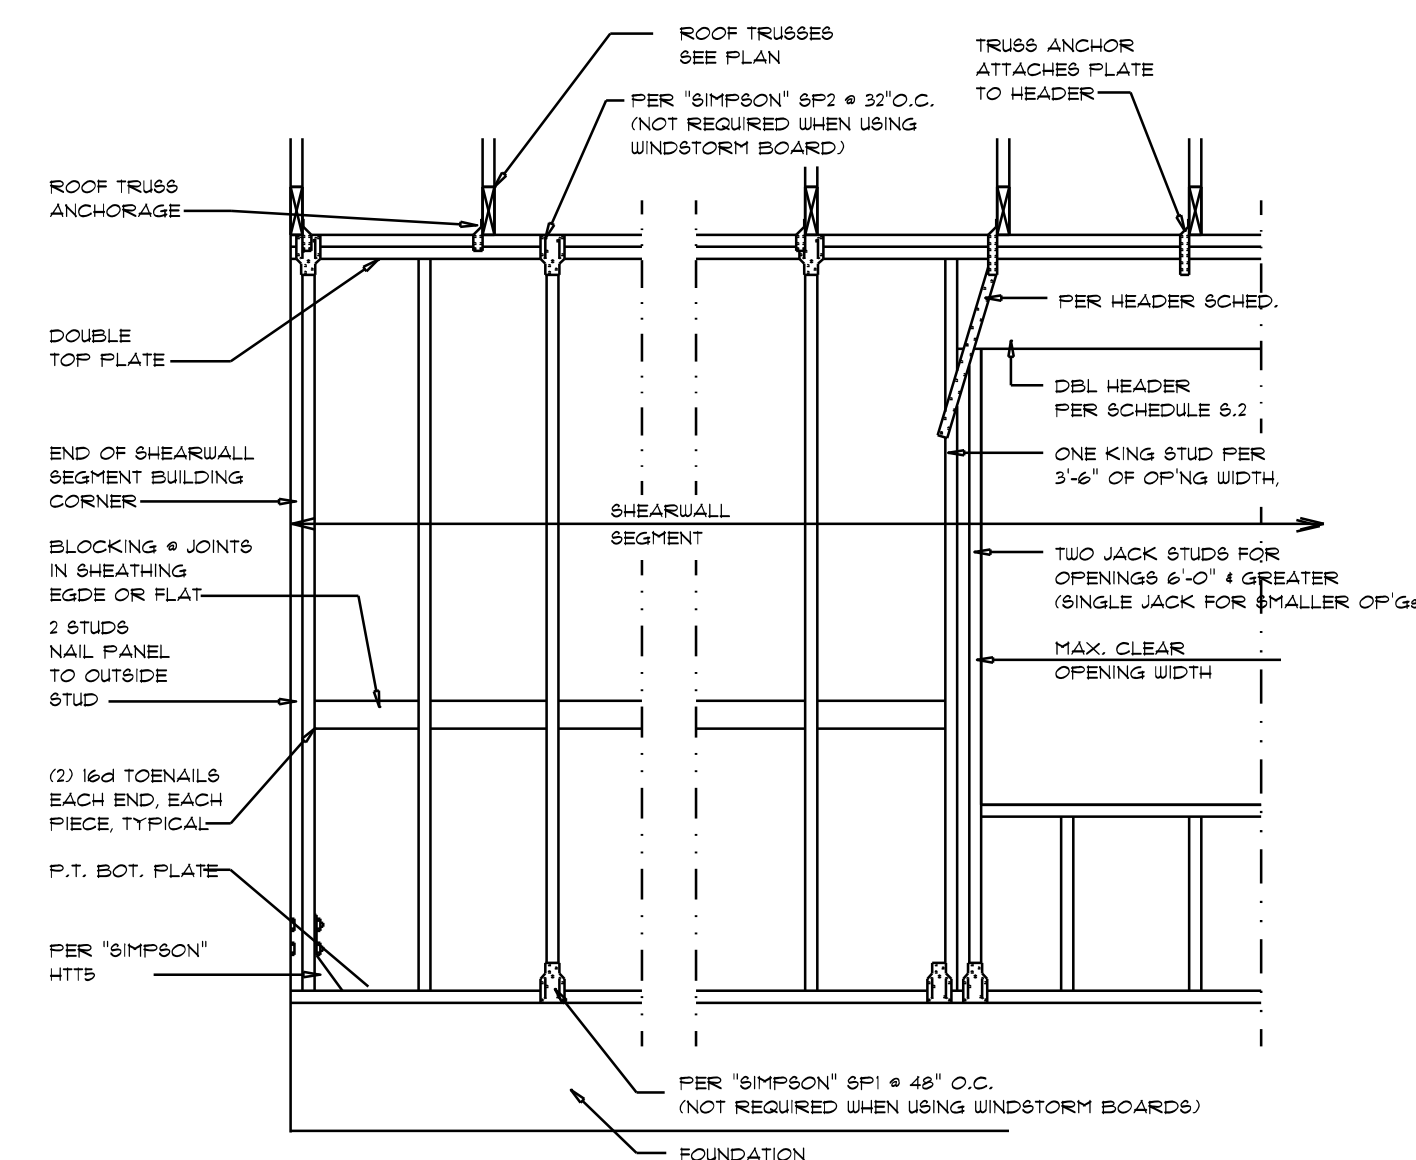 ROOF TRUSSES
SEE PLAN
TRUSS ANCHOR
ATTACHES PLATE
TO HEADER
PER "SIMPSON" SP2 @ 32"O.C.
(NOT REQUIRED WHEN USING
WINDSTORM BOARD)
ROOF TRUSS
ANCHORAGE
PER HEADER SCHED.
DOUBLE
TOP PLATE
DBL HEADER
PER SCHEDULE S.2
END OF SHEARWALL
SEGMENT BUILDING
CORNER
ONE KING STUD PER
3'-6" OF OP'NG WIDTH,
SHEARWALL
SEGMENT
BLOCKING @ JOINTS
IN SHEATHING
EGDE OR FLAT
TWO JACK STUDS FOR
OPENINGS 6'-0" & GREATER
(SINGLE JACK FOR SMALLER OP'Gs
2 STUDS
NAIL PANEL
TO OUTSIDE
STUD
MAX. CLEAR
OPENING WIDTH
(2) 16d TOENAILS
EACH END, EACH
PIECE, TYPICAL
P.T. BOT. PLATE
PER "SIMPSON"
HTT5
PER "SIMPSON" SP1 @ 48" O.C.
(NOT REQUIRED WHEN USING WINDSTORM BOARDS)
FOUNDATION